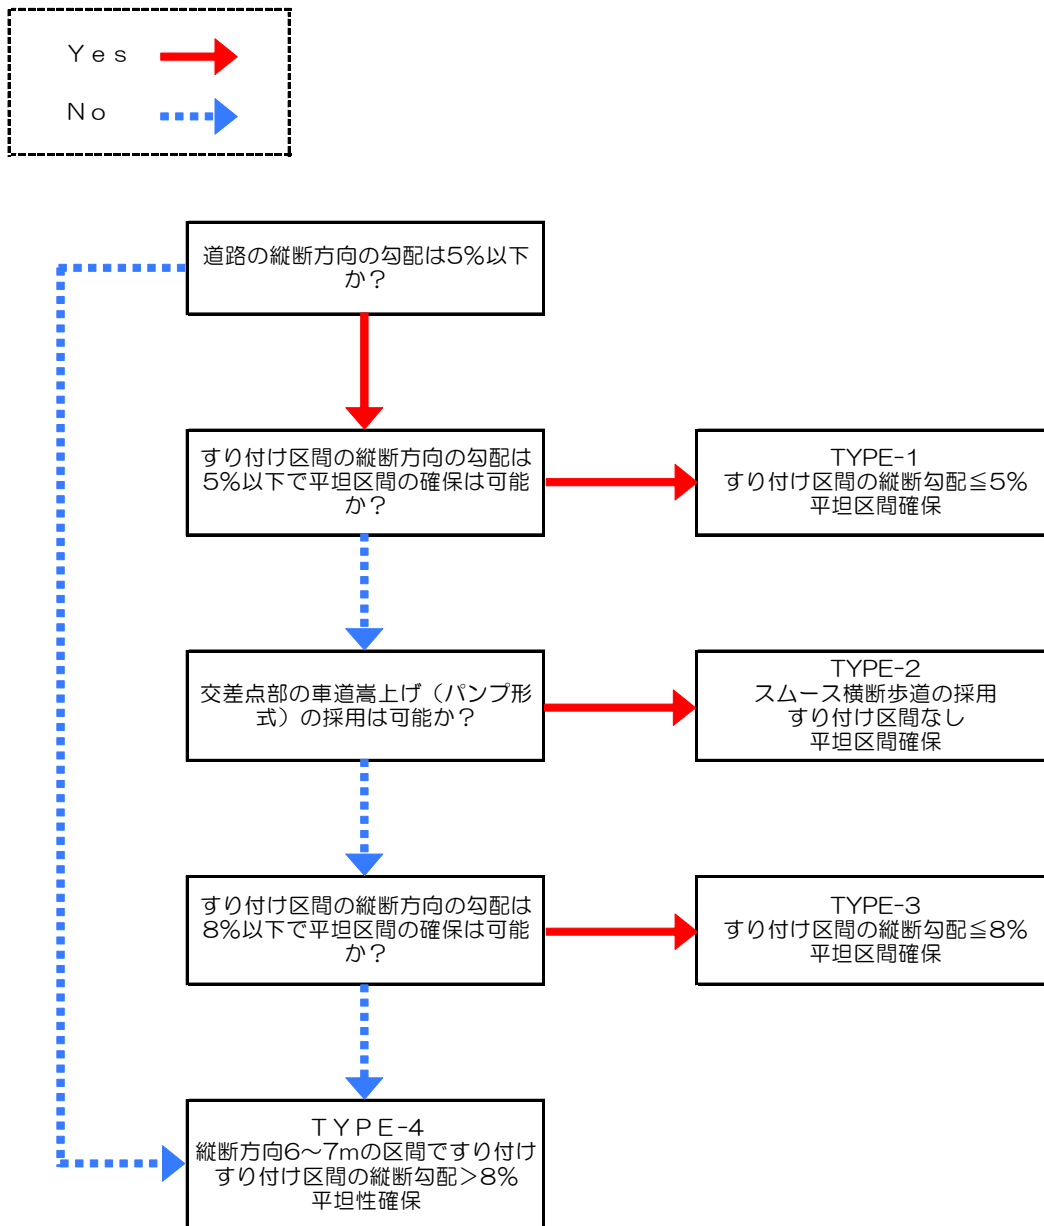 Ｙｅｓ
Ｎｏ
道路の縦断方向の勾配は5%以下
か？
すり付け区間の縦断方向の勾配は
5%以下で平坦区間の確保は可能
か？
TYPE-1
すり付け区間の縦断勾配≦5%
平坦区間確保
交差点部の車道嵩上げ（パンプ形
式）の採用は可能か？
TYPE-2
スムース横断歩道の採用
すり付け区間なし
平坦区間確保
すり付け区間の縦断方向の勾配は
8%以下で平坦区間の確保は可能
か？
TYPE-3
すり付け区間の縦断勾配≦8%
平坦区間確保
ＴＹＰＥ-4
縦断方向6～7mの区間ですり付け
すり付け区間の縦断勾配＞8%
平坦性確保